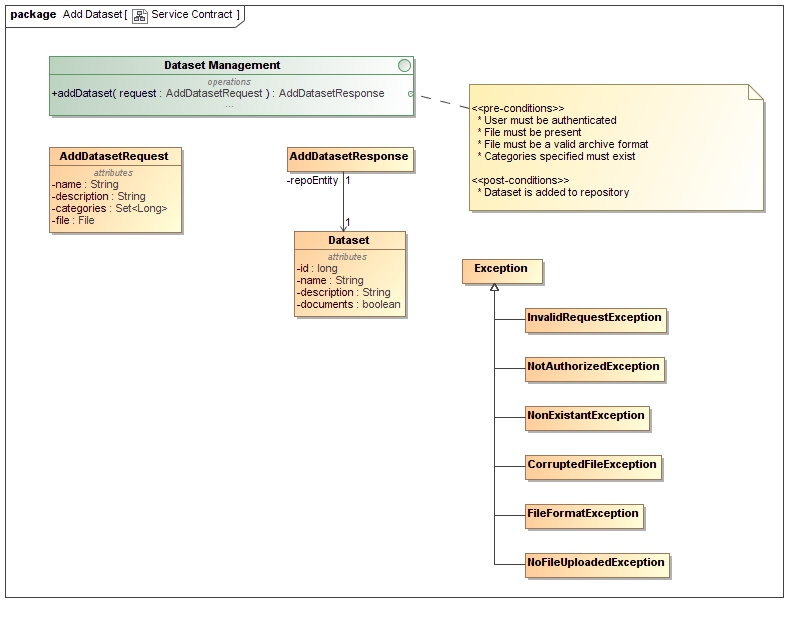 package Add Dataset [ Service Contract ]
Dataset Management
operations
+addDataset( request : AddDatasetRequest ) : AddDatasetResponse
...
<<pre-conditions>>
* User must be authenticated
* File must be present
* File must be a valid archive format
* Categories specified must exist
<<post-conditions>>
* Dataset is added to repository
AddDatasetRequest
attributes
-name : String
-description : String
-categories : Set<Long>
-file : File
AddDatasetResponse
-repoEntity 1
1
Dataset
attributes
-id : long
-name : String
-description : String
-documents : boolean
Exception
InvalidRequestException
NotAuthorizedException
NonExistantException
CorruptedFileException
FileFormatException
NoFileUploadedException